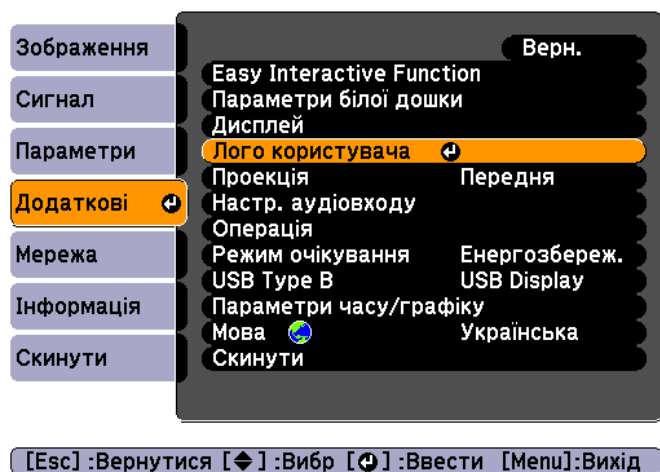 Зображення
Сигнал
Параметри
Додаткові
Мережа
Інформація
Скинути
Верн.
Easy Interactive Function
Параметри білої дошки
Дисплей
Лого користувача
Проекція Передня
Настр. аудіовходу
Операція
Режим очікування Енергозбереж.
USB Type B USB Display
Параметри часу/графіку
Мова Українська
Скинути
[Esc] :Вернутися [◆] :Вибр [⏎] :Ввести [Menu]:Вихід